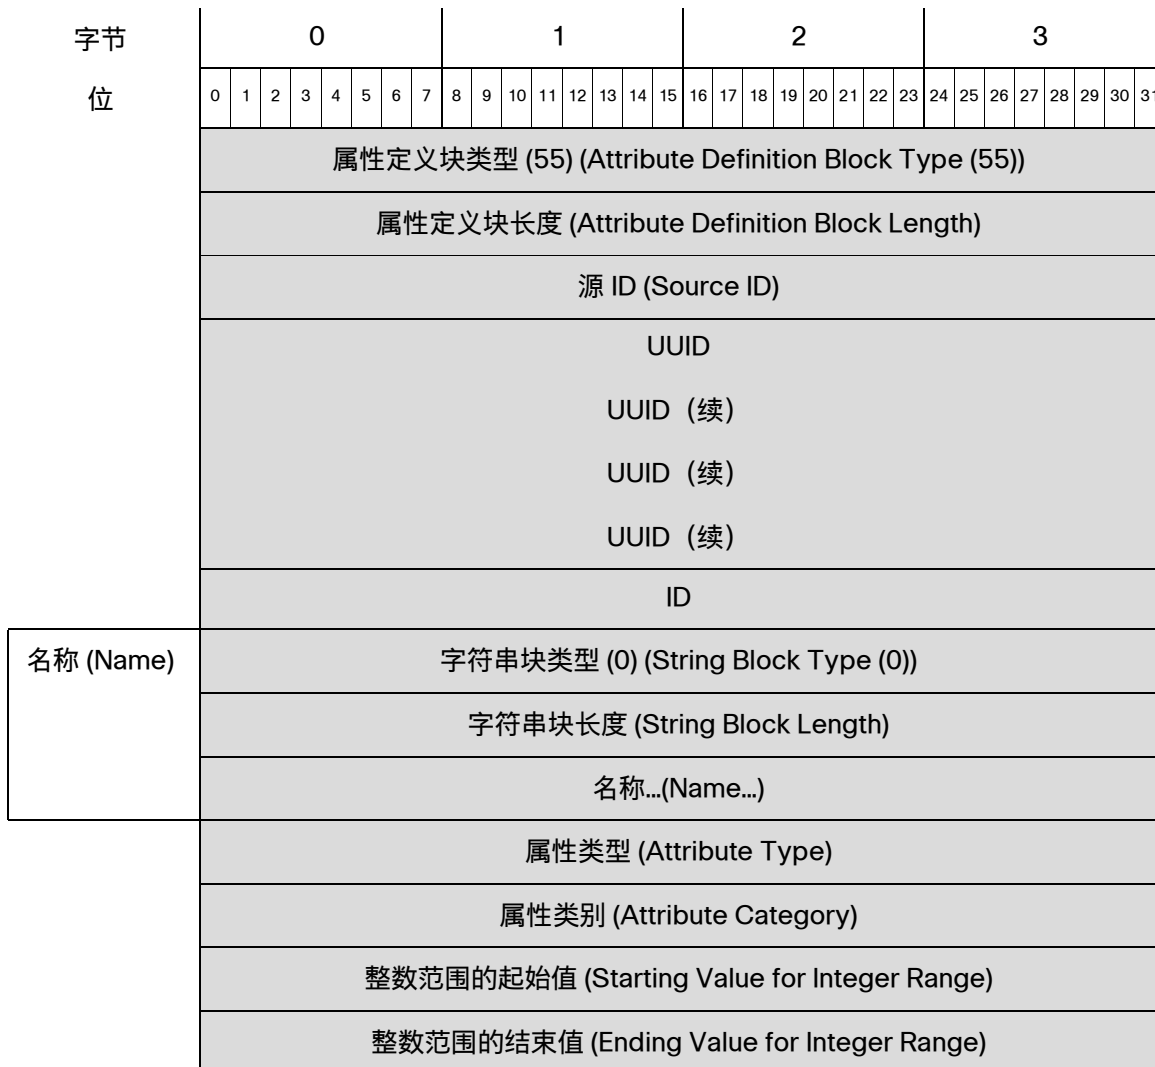 字节 0 1 2 3
位 0 1 2 3 4 5 6 7 8 9 10 11 12 13 14 15 16 17 18 19 20 21 22 23 24 25 26 27 28 29 30 31
属性定义块类型 (55) (Attribute Definition Block Type (55))
属性定义块长度 (Attribute Definition Block Length)
源 ID (Source ID)
UUID
UUID（续）
UUID（续）
UUID（续）
ID
名称 (Name) 字符串块类型 (0) (String Block Type (0))
字符串块长度 (String Block Length)
名称...(Name...)
属性类型 (Attribute Type)
属性类别 (Attribute Category)
整数范围的起始值 (Starting Value for Integer Range)
整数范围的结束值 (Ending Value for Integer Range)